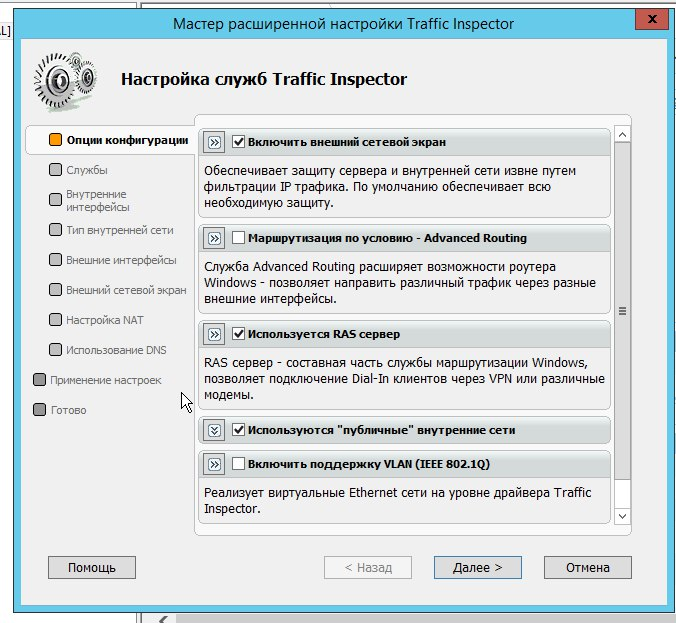 L]
Мастер расширенной настройки Traffic Inspector
x
Настройка служб Traffic Inspector
Опции конфигурации
Службы
Внутренние
интерфейсы
Тип внутренней сети
Внешние интерфейсы
Внешний сетевой экран
Настройка NAT
Использование DNS
Применение настроек
Готово
Включить внешний сетевой экран
Обеспечивает защиту сервера и внутренней сети извне путем
фильтрации IP трафика. По умолчанию обеспечивает всю
необходимую защиту.
Маршрутизация по условию - Advanced Routing
Служба Advanced Routing расширяет возможности роутера
Windows - позволяет направить различный трафик через разные
внешние интерфейсы.
Используется RAS сервер
RAS сервер - составная часть службы маршрутизации Windows,
позволяет подключение Dial-In клиентов через VPN или различные
модемы.
Используются "публичные" внутренние сети
Включить поддержку VLAN (IEEE 802.1Q)
Реализует виртуальные Ethernet сети на уровне драйвера Traffic
Inspector.
Помощь
< Назад
Далее >
Отмена